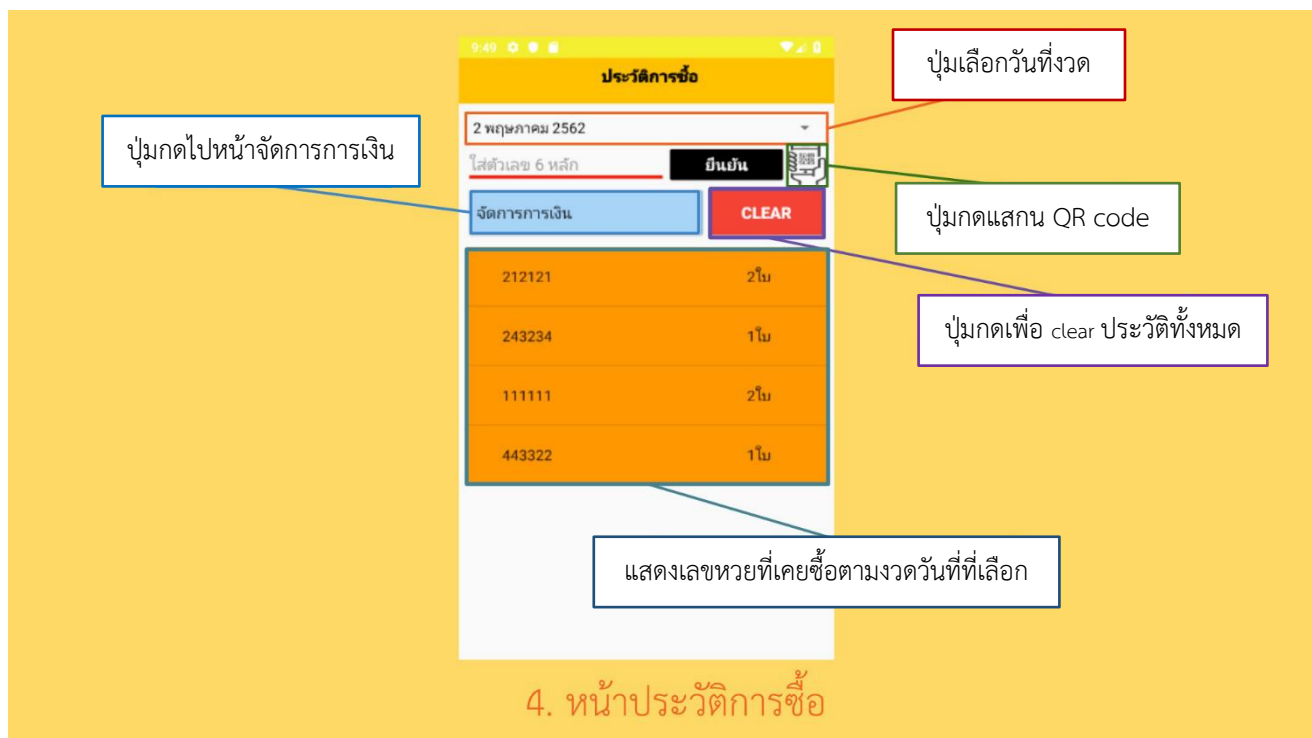 9:49
ประวัติการซื้อ
ปุ่มเลือกวันที่งวด
2 พฤษภาคม 2562
ปุ่มกดไปหน้าจัดการการเงิน
ใส่ตัวเลข 6 หลัก
ยืนยัน
จัดการการเงิน
CLEAR
ปุ่มกดแสกน QR code
212121 2ใบ
ปุ่มกดเพื่อ clear ประวัติทั้งหมด
243234 1ใบ
111111 2ใบ
443322 1ใบ
แสดงเลขหวยที่เคยซื้อตามงวดวันที่ที่เลือก
4. หน้าประวัติการซื้อ